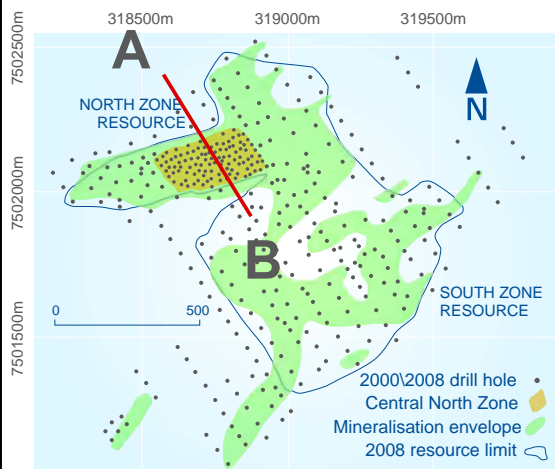 318500m 319000m 319500m
7502500m
A
NORTH ZONE
RESOURCE
N
7502000m
B
0 500
SOUTH ZONE
RESOURCE
7501500m
2000\2008 drill hole
Central North Zone
Mineralisation envelope
2008 resource limit